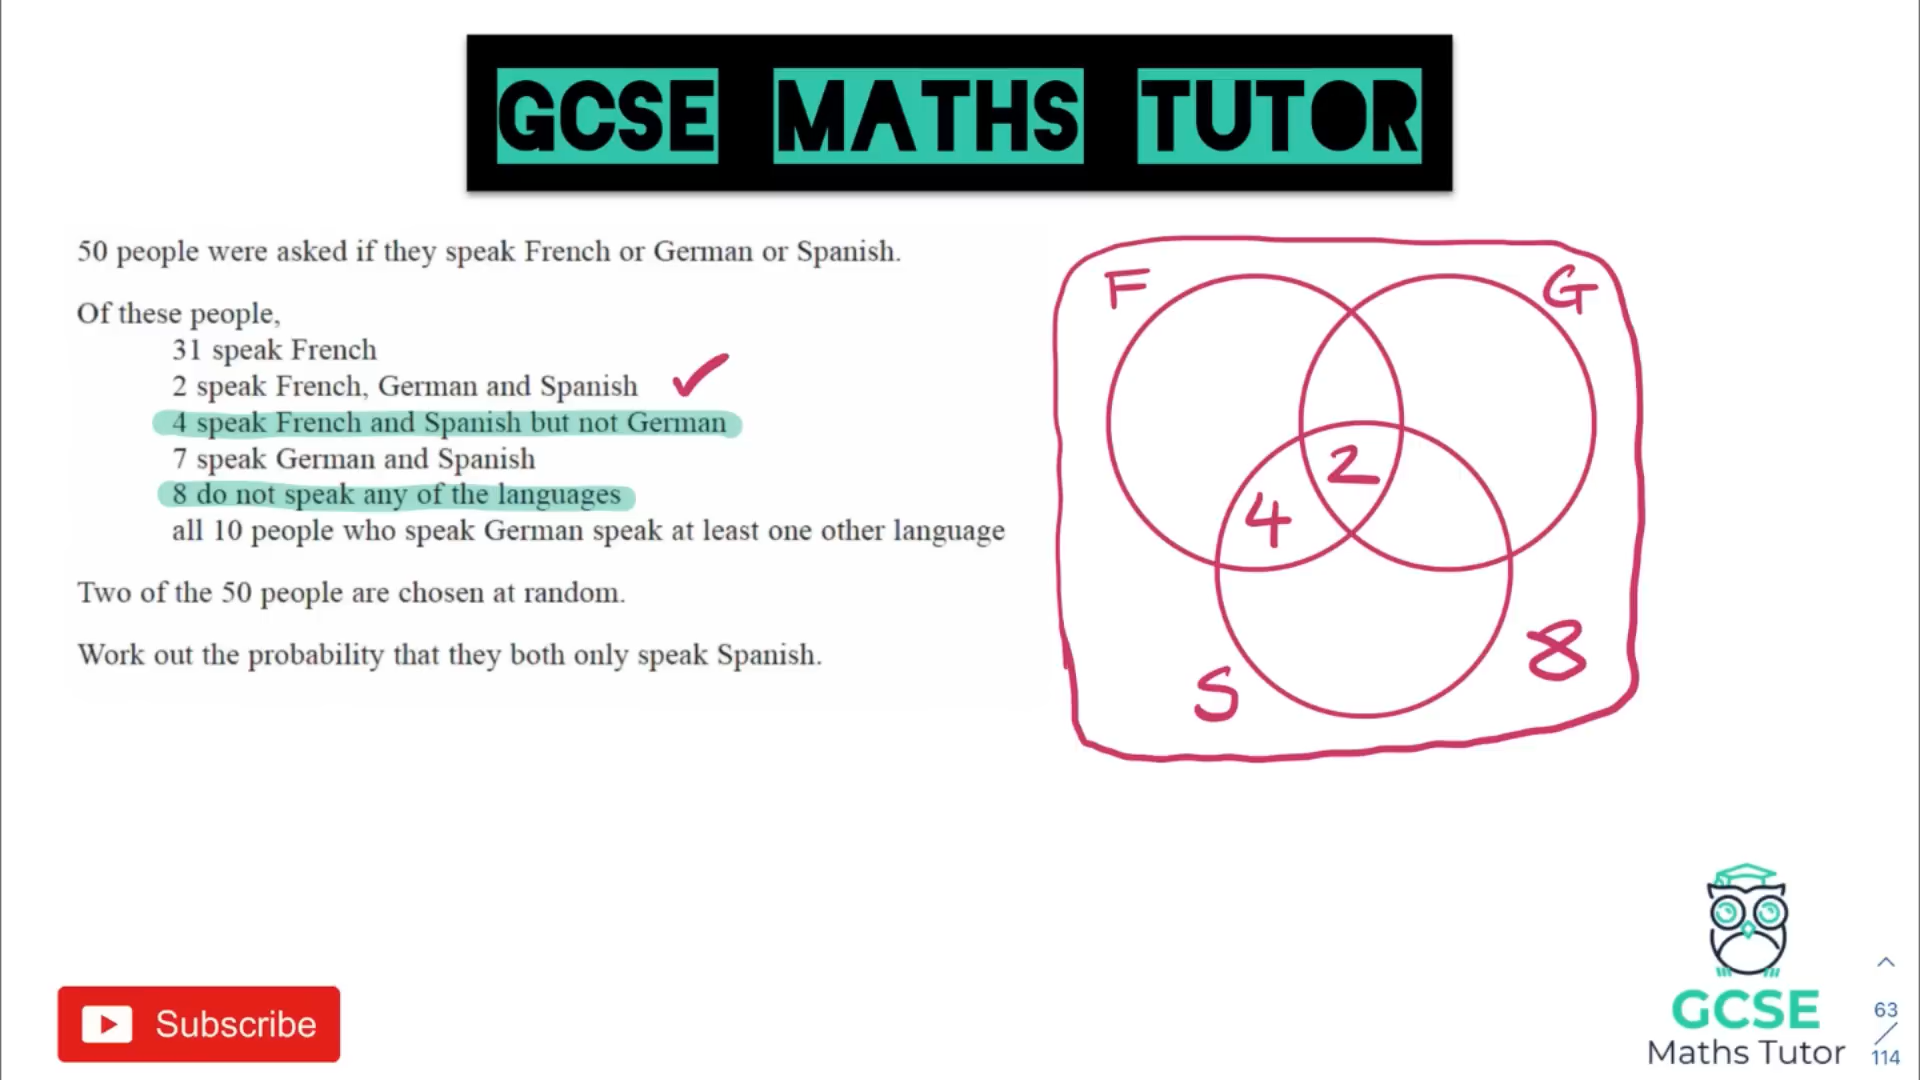 GCSE MATHS TUTOR
50 people were asked if they speak French or German or Spanish.
Of these people,
31 speak French
2 speak French, German and Spanish
4 speak French and Spanish but not German
7 speak German and Spanish
8 do not speak any of the languages
all 10 people who speak German speak at least one other language
Two of the 50 people are chosen at random.
Work out the probability that they both only speak Spanish.
F
G
2
4
8
S
Subscribe
GCSE
Maths Tutor
63
/
114